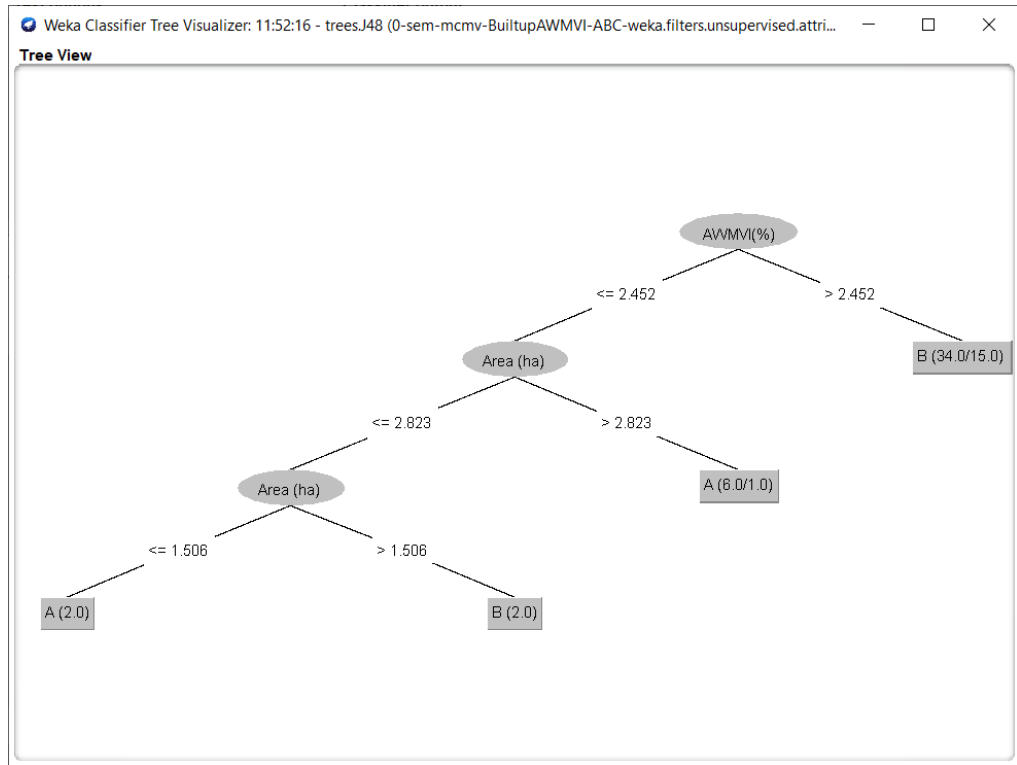 Weka Classifier Tree Visualizer: 11:52:16 - trees.J48 (0-sem-mcmv-BuiltupAWMVI-ABC-weka.filters.unsupervised.attri...
Tree View
AWMVI(%)
<= 2.452
> 2.452
Area (ha)
B (34.0/15.0)
<= 2.823
> 2.823
Area (ha)
A (6.0/1.0)
<= 1.506
> 1.506
A (2.0)
B (2.0)